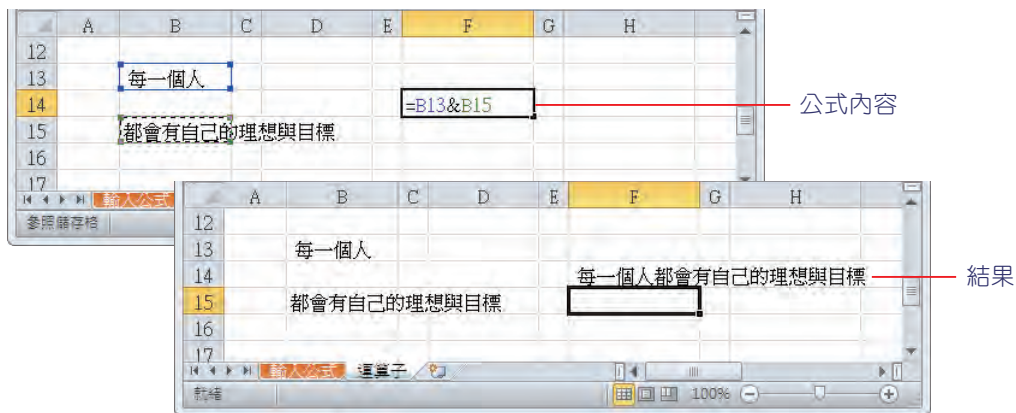 A B C D E F G H
12
13 每一個人
14 =B13&B15 公式內容
15 都會有自己的理想與目標
16
17
輸入公式
參照儲存格
A B C D E F G H
12
13 每一個人
14 每一個人都會有自己的理想與目標 結果
15 都會有自己的理想與目標
16
17
輸入公式 運算子
就緒 100%